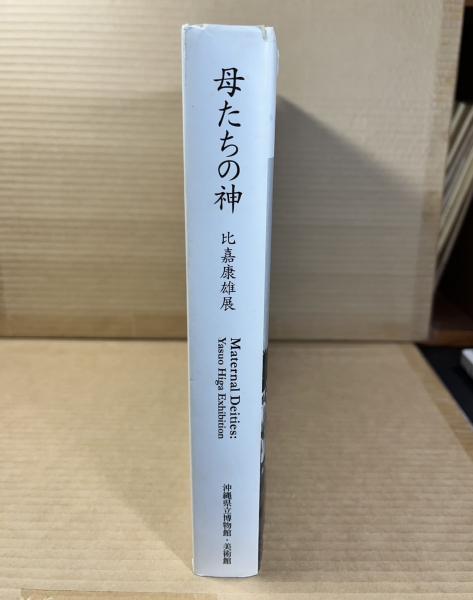 母たちの神
比嘉康雄展
Maternal Deities:
Yasuo Higa Exhibition
沖縄県立博物館・美術館